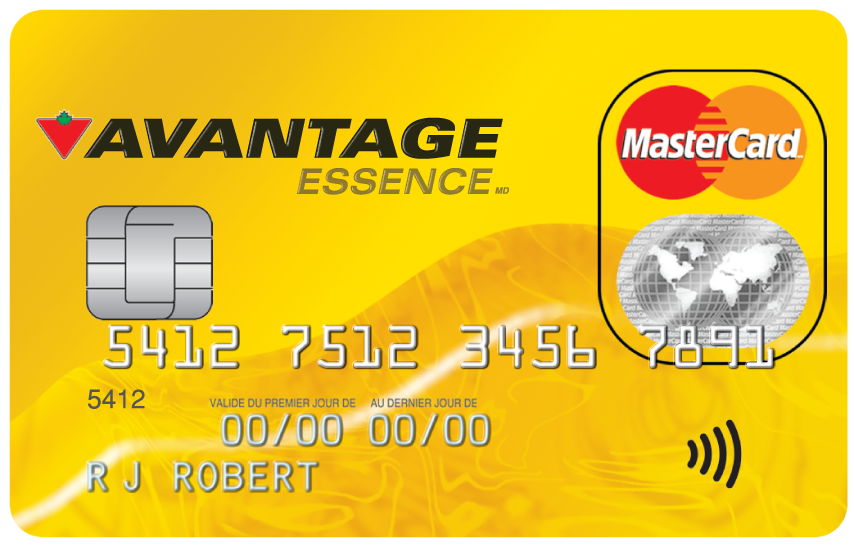 AVANTAGE
ESSENCE MD
MasterCard
5412 7512 3456 7891
5412
VALIDE DU PREMIER JOUR DE AU DERNIER JOUR DE
00/00 00/00
R J ROBERT